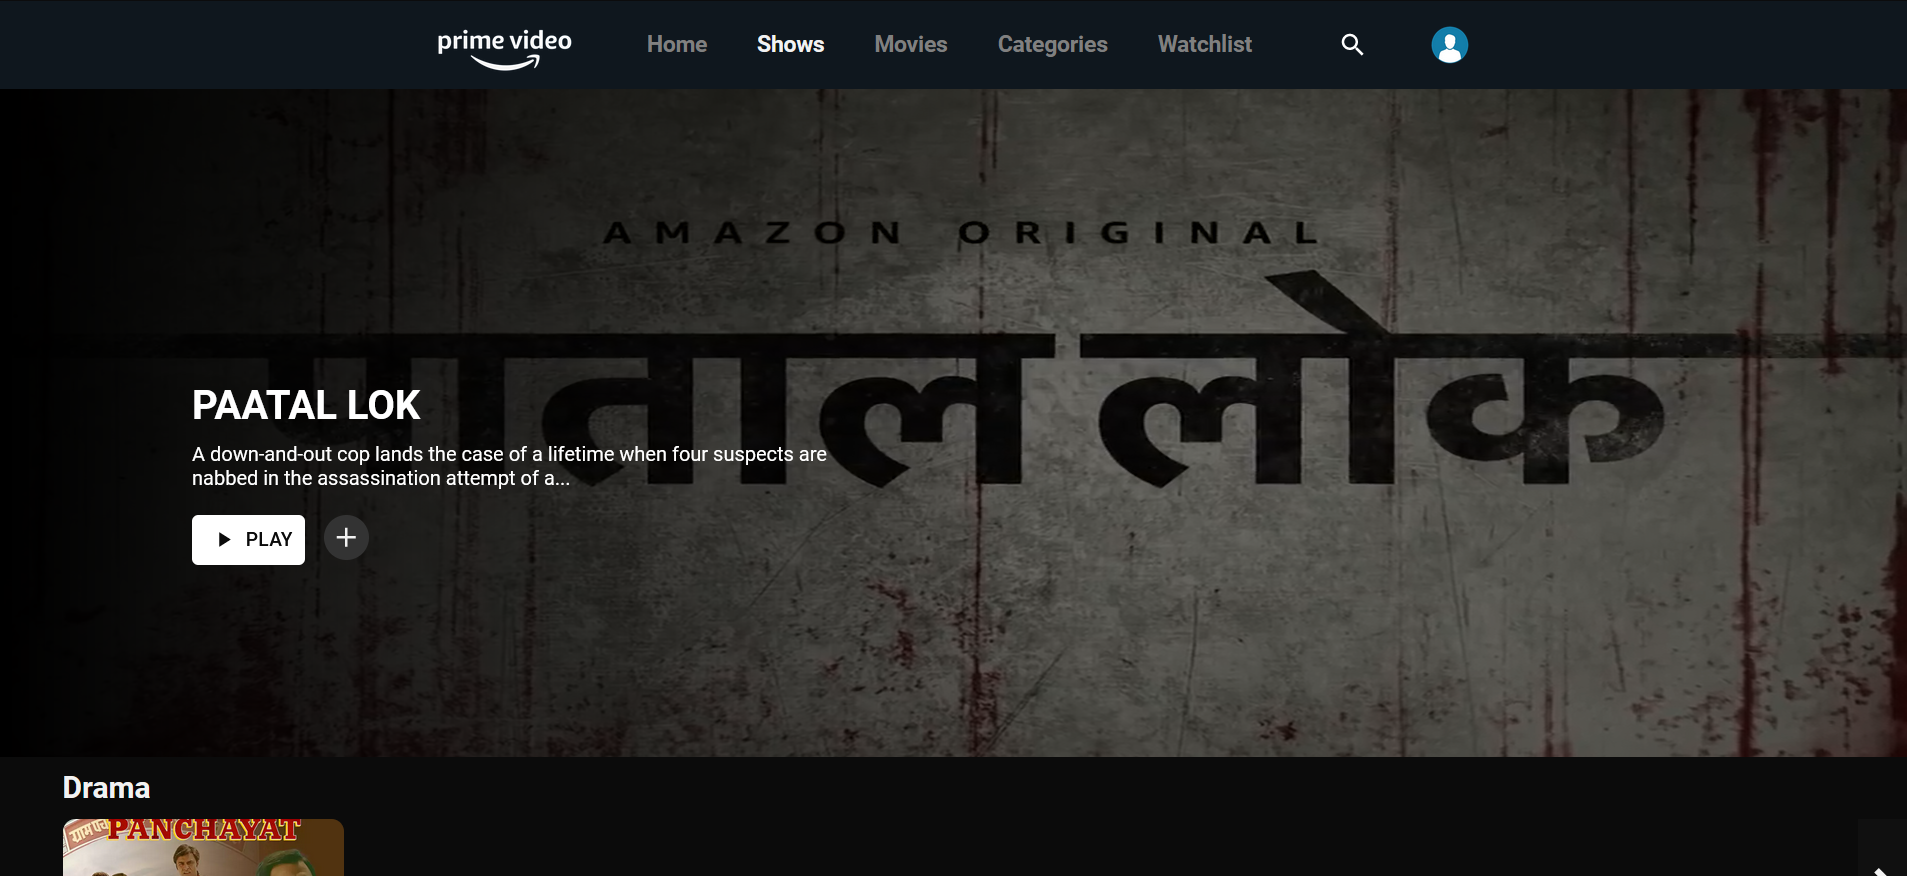 prime video
Home
Shows
Movies
Categories
Watchlist
AMAZON ORIGINAL
पाताल लोक
PAATAL LOK
A down-and-out cop lands the case of a lifetime when four suspects are
nabbed in the assassination attempt of a...
PLAY
Drama
PANCHAYAT